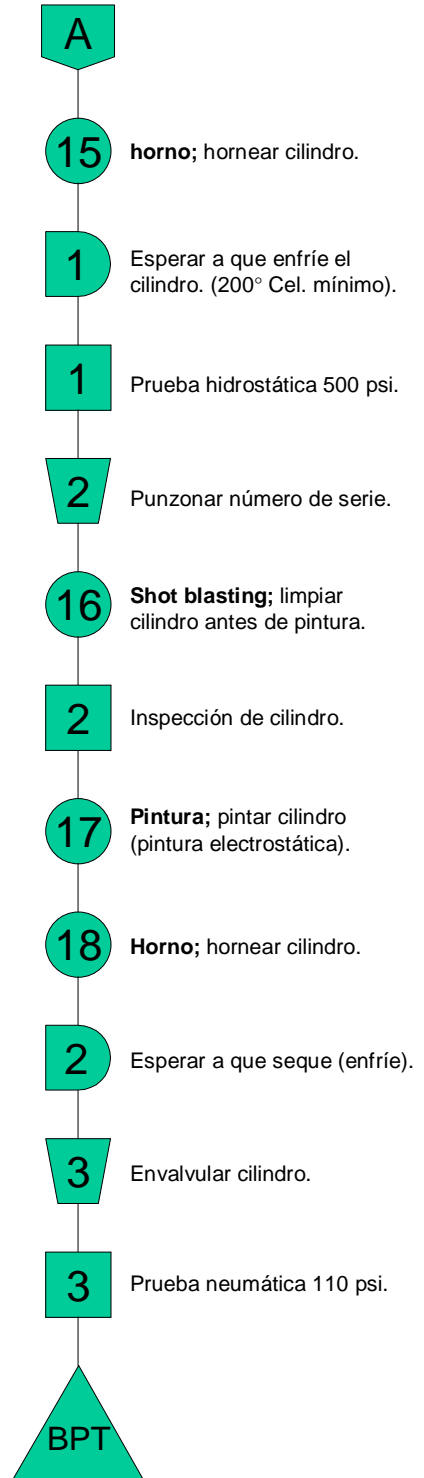 A
15
horno; hornear cilindro.
1
Esperar a que enfríe el
cilindro. (200° Cel. mínimo).
1
Prueba hidrostática 500 psi.
2
Punzonar número de serie.
16
Shot blasting; limpiar
cilindro antes de pintura.
2
Inspección de cilindro.
17
Pintura; pintar cilindro
(pintura electrostática).
18
Horno; hornear cilindro.
2
Esperar a que seque (enfríe).
3
Envalvular cilindro.
3
Prueba neumática 110 psi.
BPT